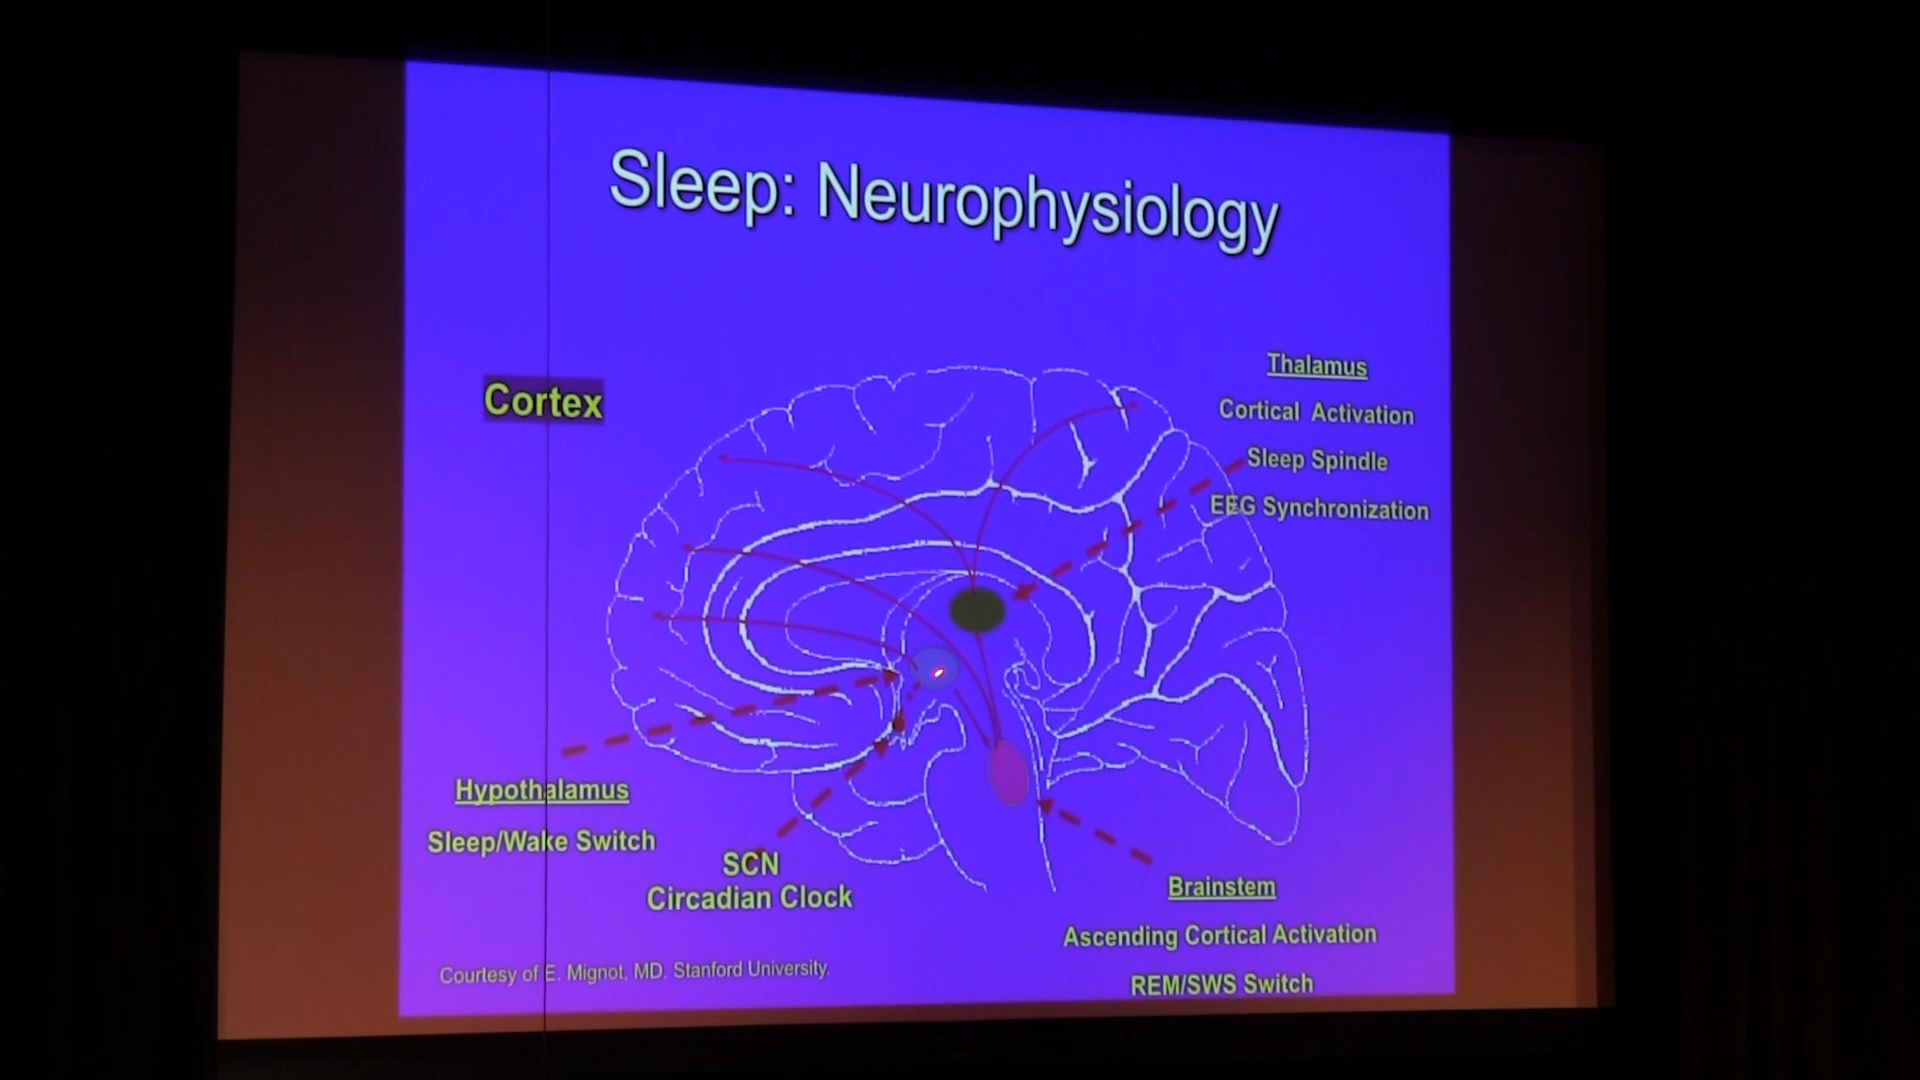 Sleep: Neurophysiology
Cortex
Thalamus
Cortical Activation
Sleep Spindle
EEG Synchronization
Hypothalamus
Sleep/Wake Switch
SCN
Circadian Clock
Brainstem
Ascending Cortical Activation
REM/SWS Switch
Courtesy of E. Mignot, MD. Stanford University.